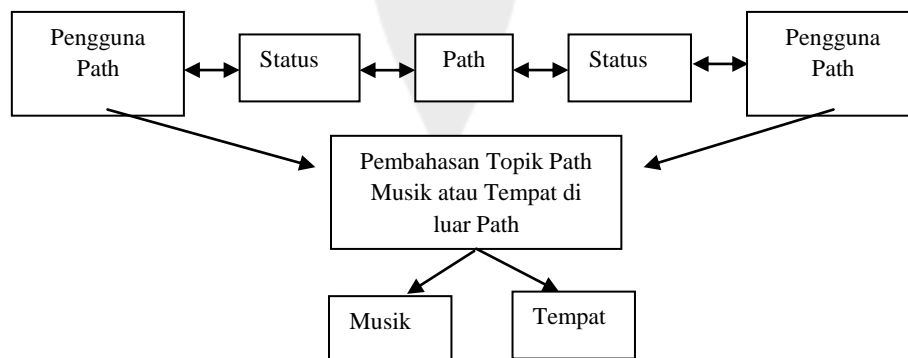 Pengguna
Path
Status
Path
Status
Pengguna
Path
Pembahasan Topik Path
Musik atau Tempat di
luar Path
Musik
Tempat